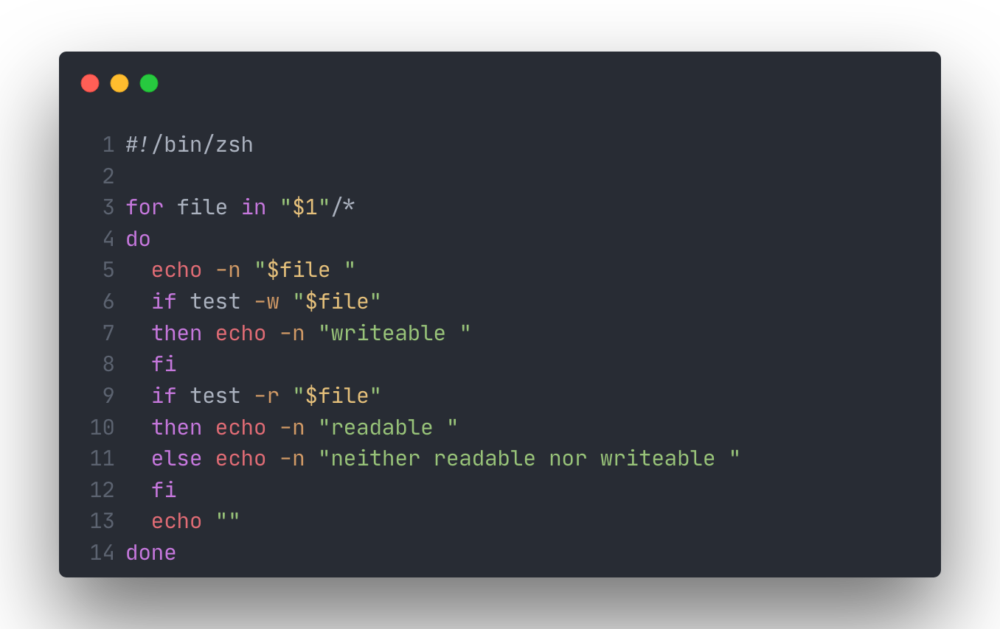 1 #!/bin/zsh
2
3 for file in "$1"/*
4 do
5   echo -n "$file "
6   if test -w "$file"
7   then echo -n "writeable "
8   fi
9   if test -r "$file"
10   then echo -n "readable "
11   else echo -n "neither readable nor writeable "
12   fi
13   echo ""
14 done